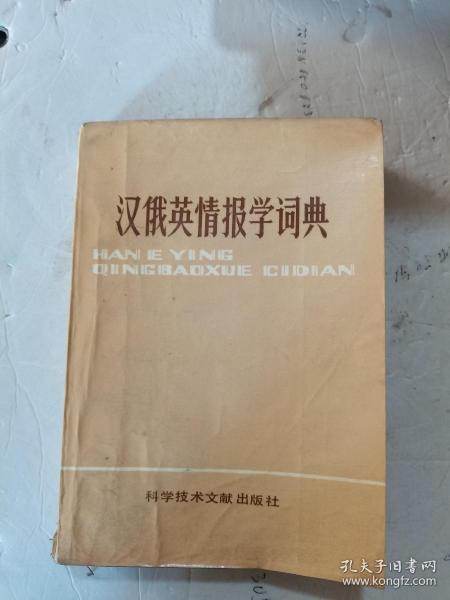 汉俄英情报学词典
HAN E YING
QINGBAOXUE CIDIAN
科学技术文献出版社
孔夫子旧书网
www.kongfz.com